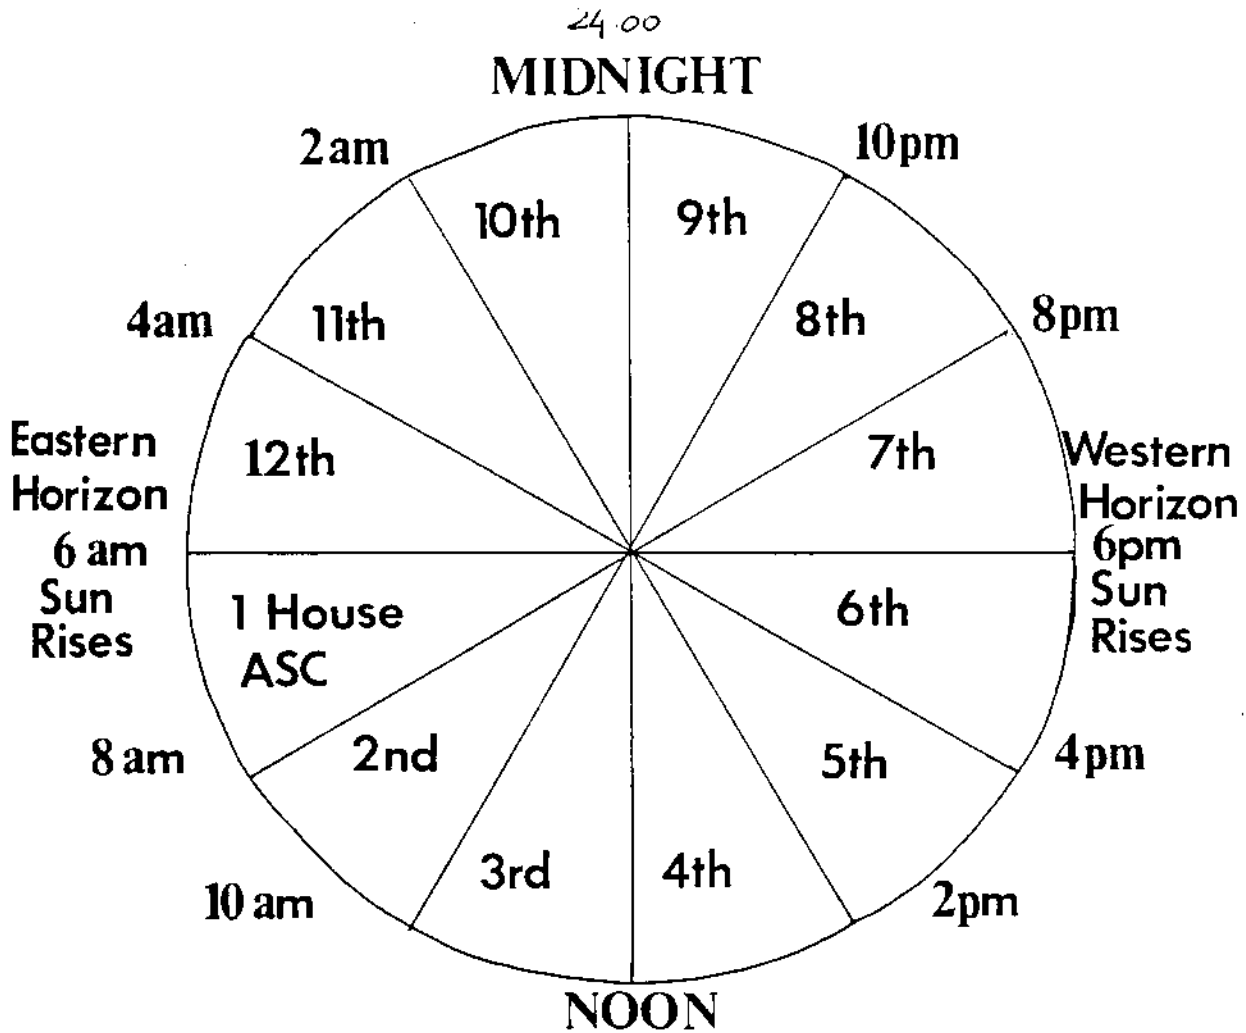 24.00
MIDNIGHT
2am
10pm
10th
9th
4am
11th
8th
8pm
Eastern
Horizon
12th
7th
Western
Horizon
6 am
6pm
Sun
Rises
1 House
ASC
6th
Sun
Rises
8 am
2nd
5th
4pm
10 am
3rd
4th
2pm
NOON